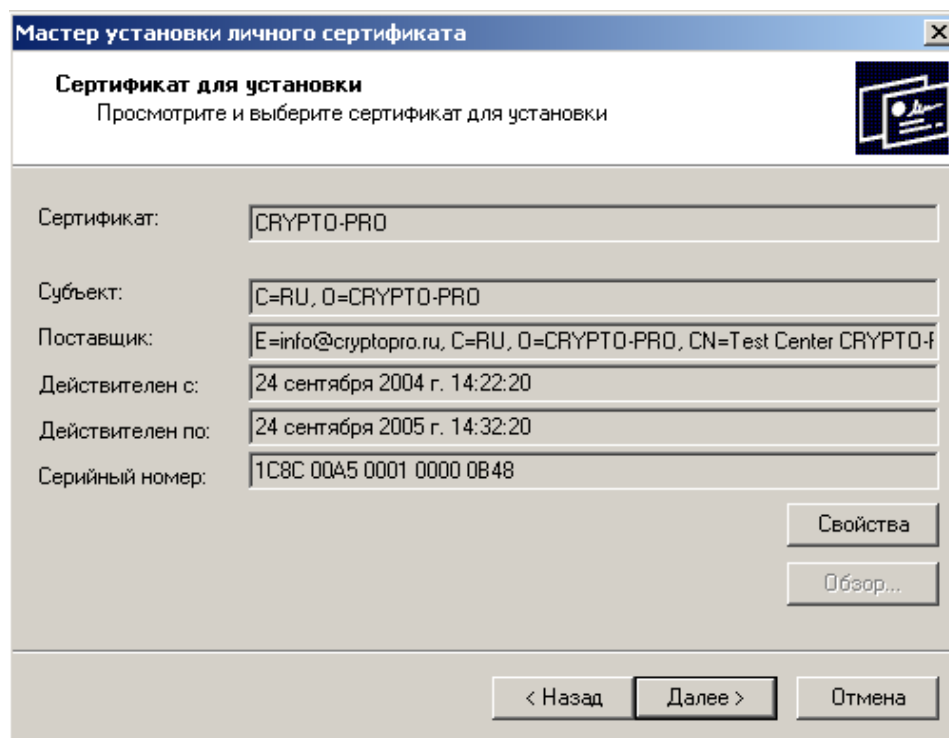 Мастер установки личного сертификата
Сертификат для установки
Просмотрите и выберите сертификат для установки
Сертификат: CRYPTO-PRO
Субъект: C=RU, O=CRYPTO-PRO
Поставщик: E=info@cryptopro.ru, C=RU, O=CRYPTO-PRO, CN=Test Center CRYPTO-
Действителен с: 24 сентября 2004 г. 14:22:20
Действителен по: 24 сентября 2005 г. 14:32:20
Серийный номер: 1C8C 00A5 0001 0000 0B48
Свойства
Обзор...
< Назад Далее > Отмена